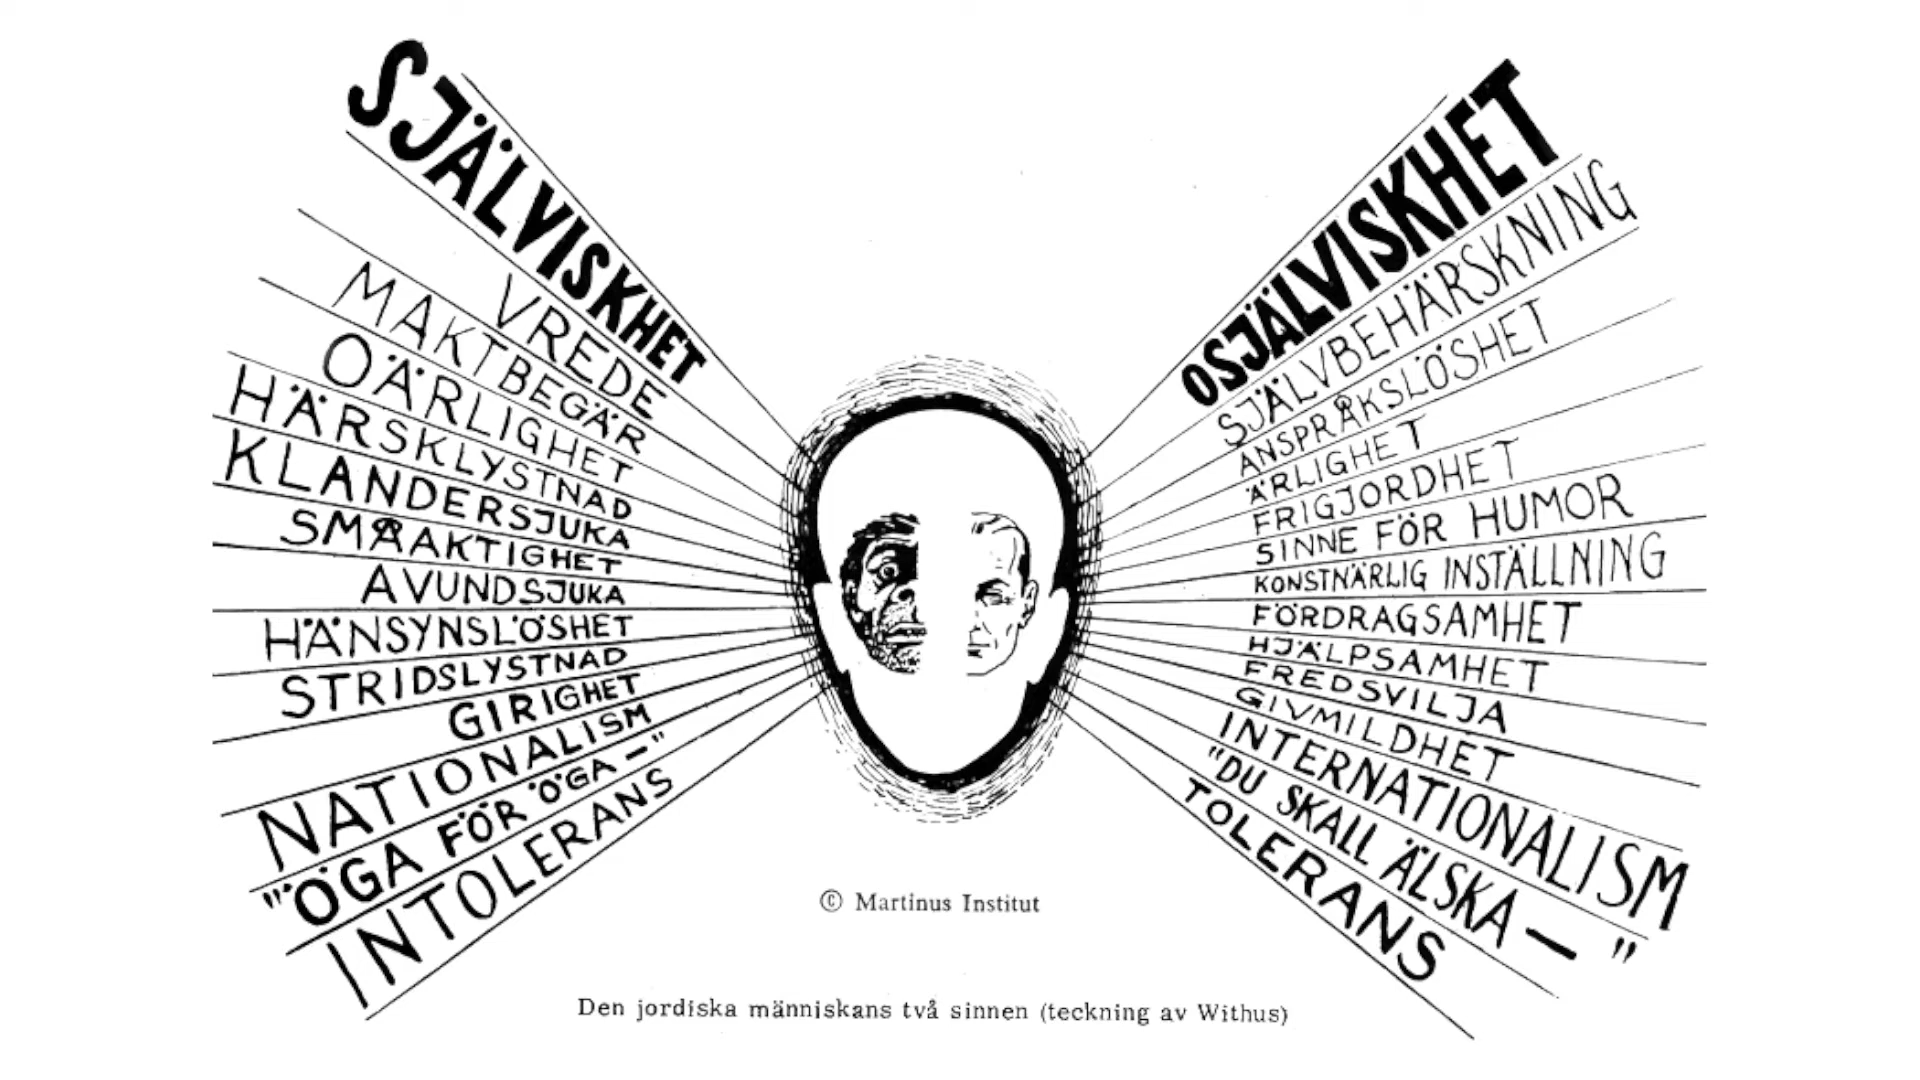 SJÄLVISKHET
VREDE
MAKTBEGÄR
OÄRLIGHET
HÄRSKLYSTNAD
KLANDERSJUKA
SMÅAKTIGHET
AVUNDSJUKA
HÄNSYNSLÖSHET
STRIDSLYSTNAD
GIRIGHET
NATIONALISM
"ÖGA FÖR ÖGA —"
INTOLERANS
OSJÄLVISKHET
SJÄLVBEHÄRSKNING
ANSPRÅKSLÖSHET
ÄRLIGHET
FRIGJORDHET
SINNE FÖR HUMOR
KONSTNÄRLIG INSTÄLLNING
FÖRDRAGSAMHET
HJÄLPSAMHET
FREDSVILJA
GIVMILDHET
INTERNATIONALISM
"DU SKALL ÄLSKA — "
TOLERANS
© Martinus Institut
Den jordiska människans två sinnen (teckning av Withus)